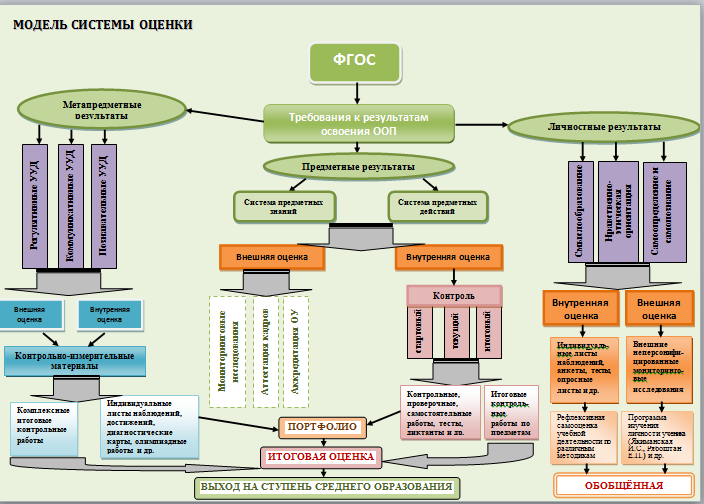 МОДЕЛЬ СИСТЕМЫ ОЦЕНКИ
ФГОС
Метапредметные
результаты
Требования к результатам
освоения ООП
Личностные результаты
Предметные результаты
Регулятивные УУД
Коммуникативные УУД
Познавательные УУД
Система предметных
знаний
Система предметных
действий
Смыслообразование
Нравственно-
этическая
ориентация
Самоопределение и
самопознание
Внешняя оценка
Внутренняя оценка
Внешняя
оценка
Внутренняя
оценка
Контроль
стартовый
текущий
итоговый
Мониторинговые
исследования
Аттестация кадров
Аккредитация ОУ
Внутренняя
оценка
Внешняя
оценка
Контрольно-измерительные
материалы
Индивидуаль-
ные листы
наблюдений,
анкеты, тесты,
опросные
листы и др.
Внешние
неперсонифи-
цированные
мониторинго
вые
исследования
Комплексные
итоговые
контрольные
работы
Индивидуальные
листы наблюдений,
достижений,
диагностические
карты, олимпиадные
работы и др.
Контрольные,
проверочные,
самостоятельные
работы, тесты,
диктанты и др.
Итоговые
контроль-
ные
работы по
предметам
Рефлексивная
самооценка
учебной
деятельности по
различным
методикам
Программа
изучения
личности ученика
(Якиманская
И.С., Рябоштан
Е.П.) и др.
ПОРТФОЛИО
ИТОГОВАЯ ОЦЕНКА
ВЫХОД НА СТУПЕНЬ СРЕДНЕГО ОБРАЗОВАНИЯ
ОБОБЩЁННАЯ